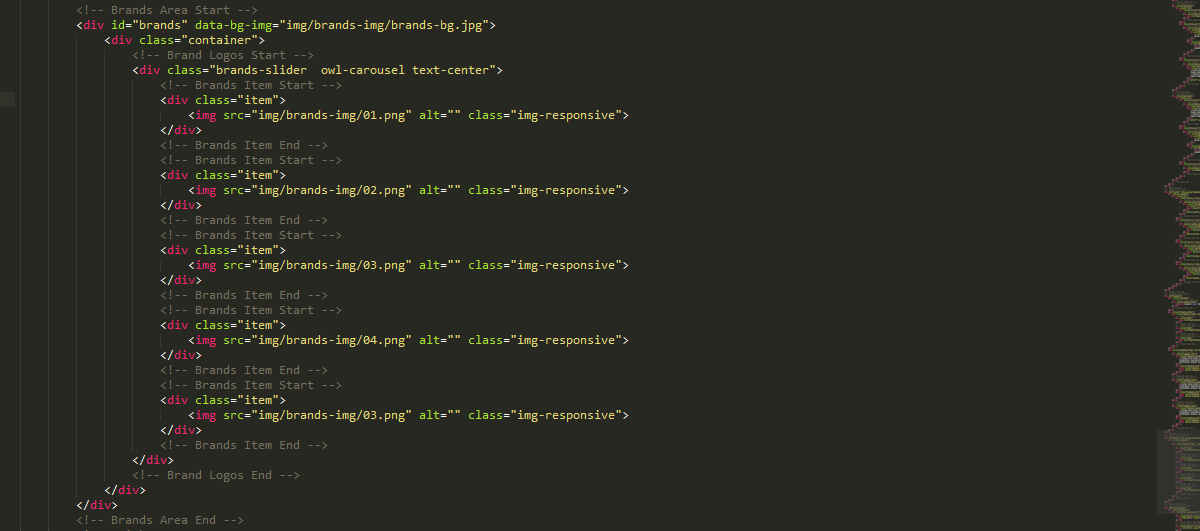 <!-- Brands Area Start -->
<div id="brands" data-bg-img="img/brands-img/brands-bg.jpg">
<div class="container">
<!-- Brand Logos Start -->
<div class="brands-slider  owl-carousel text-center">
<!-- Brands Item Start -->
<div class="item">
<img src="img/brands-img/01.png" alt="" class="img-responsive">
</div>
<!-- Brands Item End -->
<!-- Brands Item Start -->
<div class="item">
<img src="img/brands-img/02.png" alt="" class="img-responsive">
</div>
<!-- Brands Item End -->
<!-- Brands Item Start -->
<div class="item">
<img src="img/brands-img/03.png" alt="" class="img-responsive">
</div>
<!-- Brands Item End -->
<!-- Brands Item Start -->
<div class="item">
<img src="img/brands-img/04.png" alt="" class="img-responsive">
</div>
<!-- Brands Item End -->
<!-- Brands Item Start -->
<div class="item">
<img src="img/brands-img/03.png" alt="" class="img-responsive">
</div>
<!-- Brands Item End -->
</div>
<!-- Brand Logos End -->
</div>
</div>
<!-- Brands Area End -->